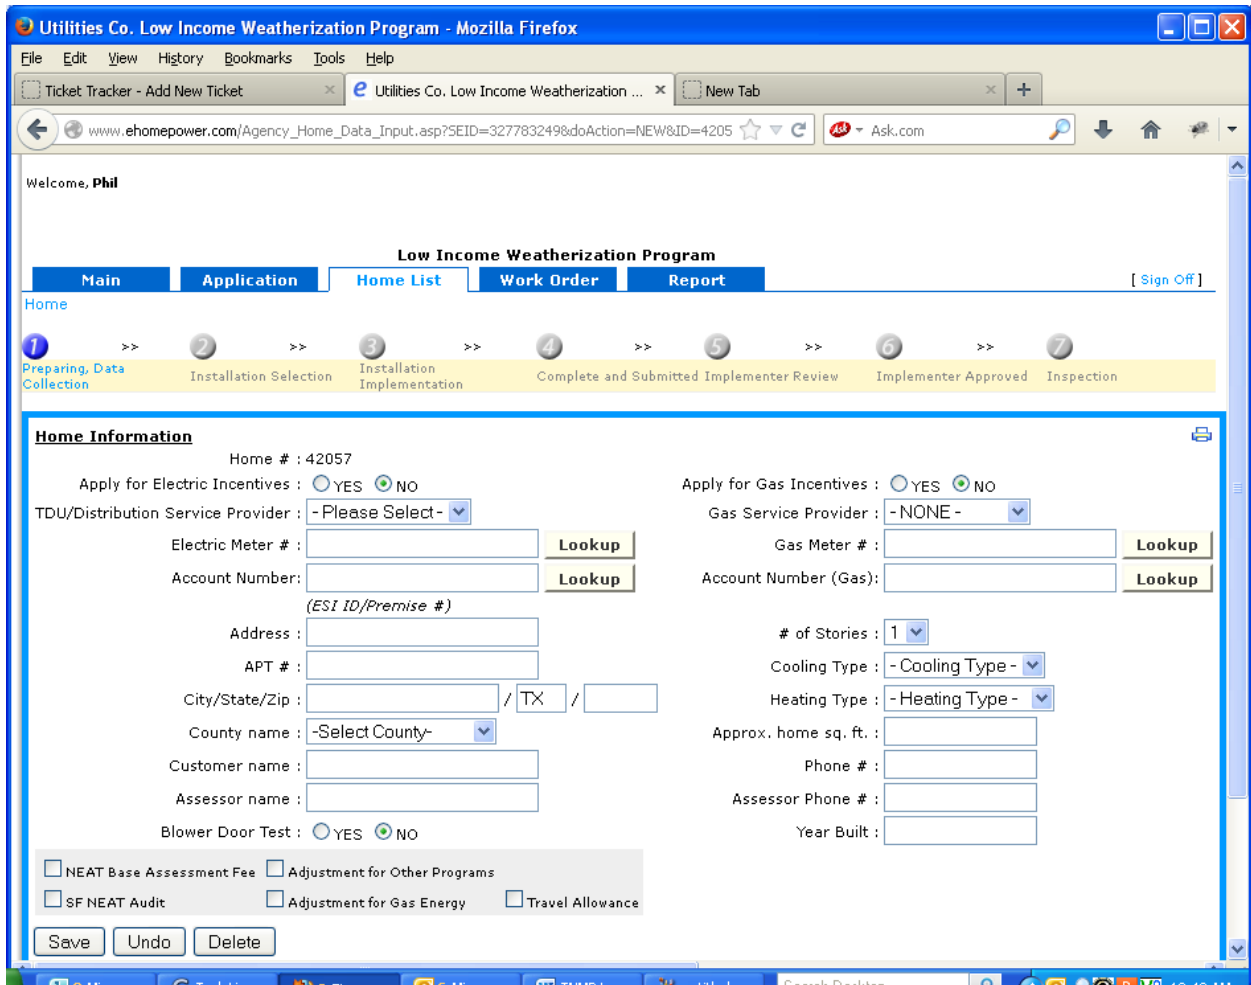 Utilities Co. Low Income Weatherization Program - Mozilla Firefox
File Edit View History Bookmarks Tools Help
Ticket Tracker - Add New Ticket × Utilities Co. Low Income Weatherization ... × New Tab × +
www.ehomepower.com/Agency_Home_Data_Input.asp?SEID=327783249&doAction=NEW&ID=4205 Ask Ask.com
Welcome, Phil
Low Income Weatherization Program
Main Application Home List Work Order Report [ Sign Off ]
Home
1 >> 2 >> 3 >> 4 >> 5 >> 6 >> 7
Preparing, Data Collection Installation Selection Installation Implementation Complete and Submitted Implementer Review Implementer Approved Inspection
Home Information
Home # : 42057
Apply for Electric Incentives : YES NO Apply for Gas Incentives : YES NO
TDU/Distribution Service Provider : - Please Select - Gas Service Provider : - NONE -
Electric Meter # : Lookup Gas Meter # : Lookup
Account Number: Lookup Account Number (Gas): Lookup
(ESI ID/Premise #)
Address : # of Stories : 1
APT # : Cooling Type : - Cooling Type -
City/State/Zip : / TX / Heating Type : - Heating Type -
County name : -Select County- Approx. home sq. ft. :
Customer name : Phone # :
Assessor name : Assessor Phone # :
Blower Door Test : YES NO Year Built :
NEAT Base Assessment Fee Adjustment for Other Programs
SF NEAT Audit Adjustment for Gas Energy Travel Allowance
Save Undo Delete